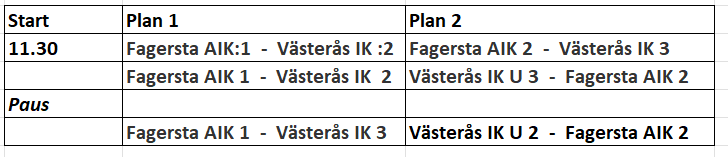 Start Plan 1 Plan 2
11.30 Fagersta AIK:1 - Västerås IK :2 Fagersta AIK 2 - Västerås IK 3
Fagersta AIK 1 - Västerås IK 2 Västerås IK U 3 - Fagersta AIK 2
Paus
Fagersta AIK 1 - Västerås IK 3 Västerås IK U 2 - Fagersta AIK 2